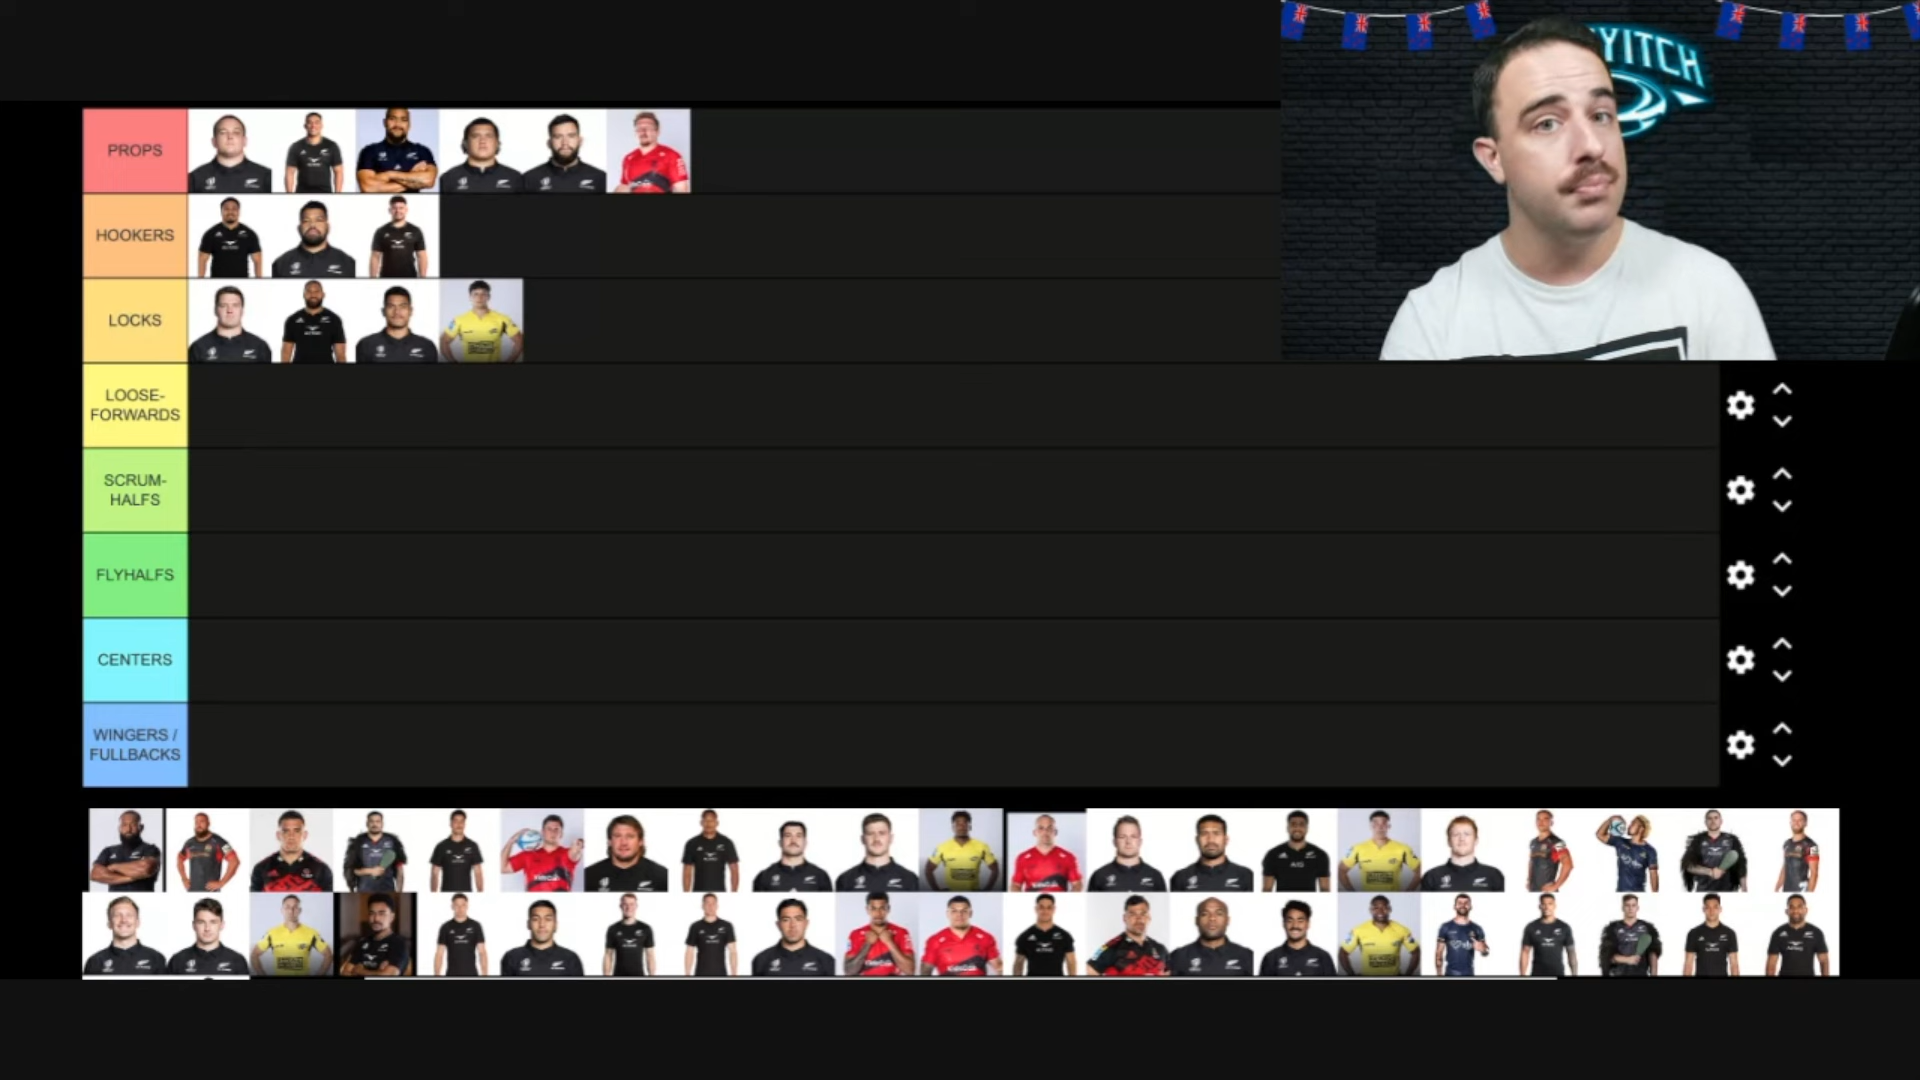 YITCH
PROPS
HOOKERS
LOCKS
LOOSE-
FORWARDS
SCRUM-
HALFS
FLYHALFS
CENTERS
WINGERS /
FULLBACKS